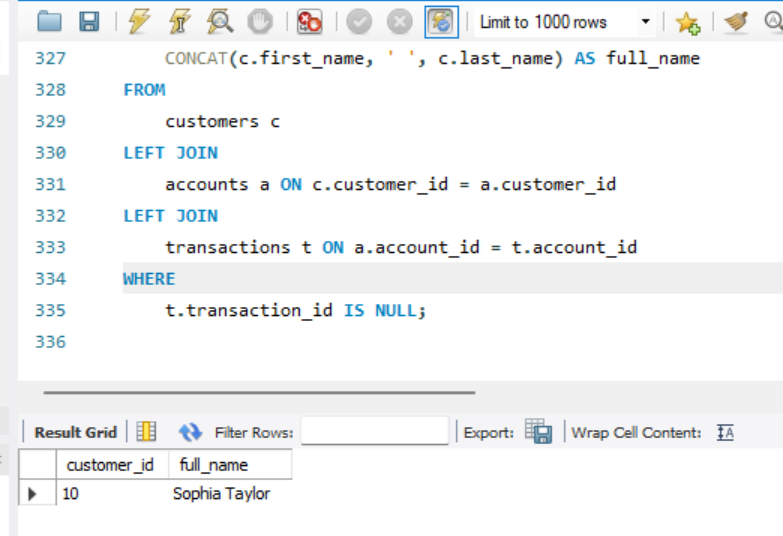 Limit to 1000 rows
327 CONCAT(c.first_name, ' ', c.last_name) AS full_name
328 FROM
329 customers c
330 LEFT JOIN
331 accounts a ON c.customer_id = a.customer_id
332 LEFT JOIN
333 transactions t ON a.account_id = t.account_id
334 WHERE
335 t.transaction_id IS NULL;
336
Result Grid Filter Rows: Export: Wrap Cell Content: IA
customer_id full_name
10 Sophia Taylor